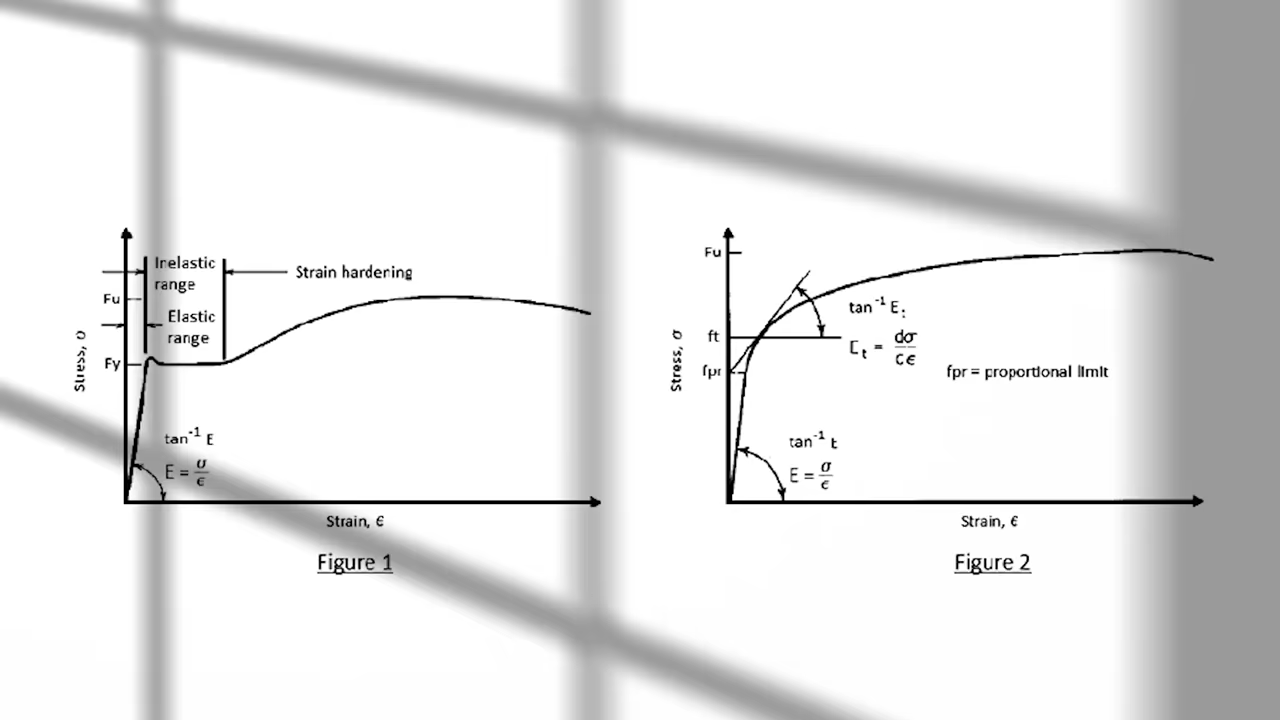 Inelastic
range
Strain hardening
Fu
Elastic
range
Fy
Stress, σ
tan⁻¹ E
E = σ/ϵ
Strain, ϵ
Figure 1
Fu
ft
fpr
Stress, σ
tan⁻¹ Eₜ
Eₜ = dσ/dϵ
fpr = proportional limit
tan⁻¹ E
E = σ/ϵ
Strain, ϵ
Figure 2